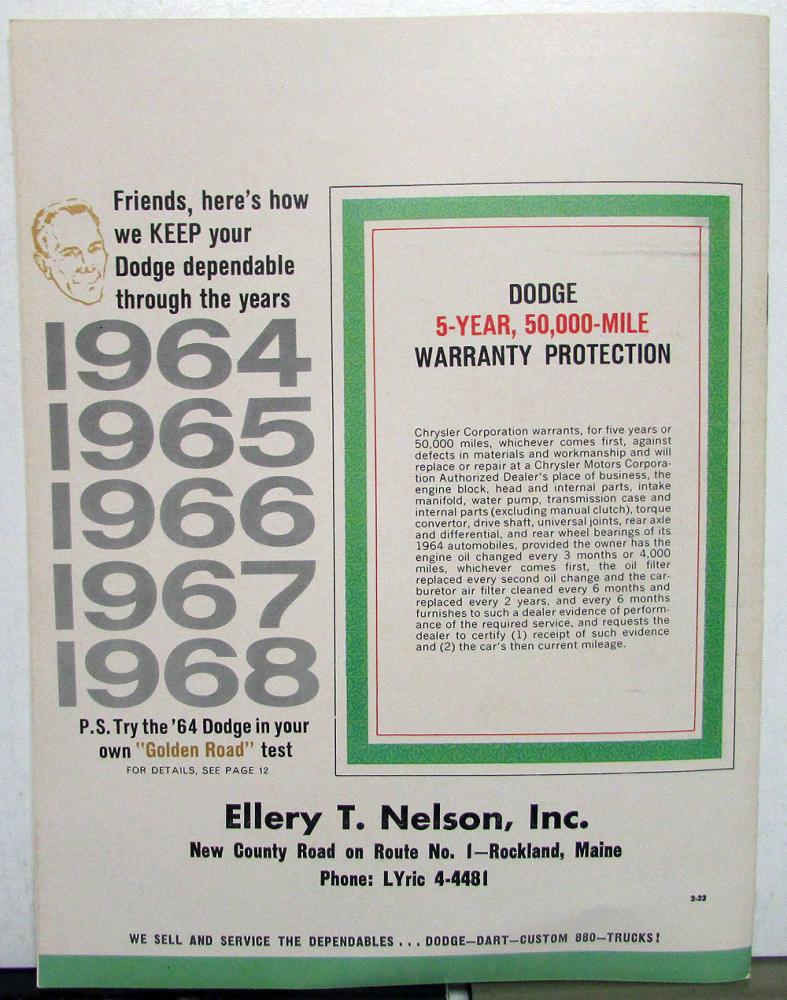 Friends, here's how
we KEEP your
Dodge dependable
through the years
1964
1965
1966
1967
1968
P.S. Try the '64 Dodge in your
own "Golden Road" test
FOR DETAILS, SEE PAGE 12
DODGE
5-YEAR, 50,000-MILE
WARRANTY PROTECTION
Chrysler Corporation warrants, for five years or
50,000 miles, whichever comes first, against
defects in materials and workmanship and will
replace or repair at a Chrysler Motors Corpora-
tion Authorized Dealer's place of business, the
engine block, head and internal parts, intake
manifold, water pump, transmission case and
internal parts (excluding manual clutch), torque
convertor, drive shaft, universal joints, rear axle
and differential, and rear wheel bearings of its
1964 automobiles, provided the owner has the
engine oil changed every 3 months or 4,000
miles, whichever comes first, the oil filter
replaced every second oil change and the car-
buretor air filter cleaned every 6 months and
replaced every 2 years, and every 6 months
furnishes to such a dealer evidence of perform-
ance of the required service, and requests the
dealer to certify (1) receipt of such evidence
and (2) the car's then current mileage.
Ellery T. Nelson, Inc.
New County Road on Route No. 1—Rockland, Maine
Phone: LYric 4-4481
2-23
WE SELL AND SERVICE THE DEPENDABLES . . . DODGE—DART—CUSTOM 880—TRUCKS!